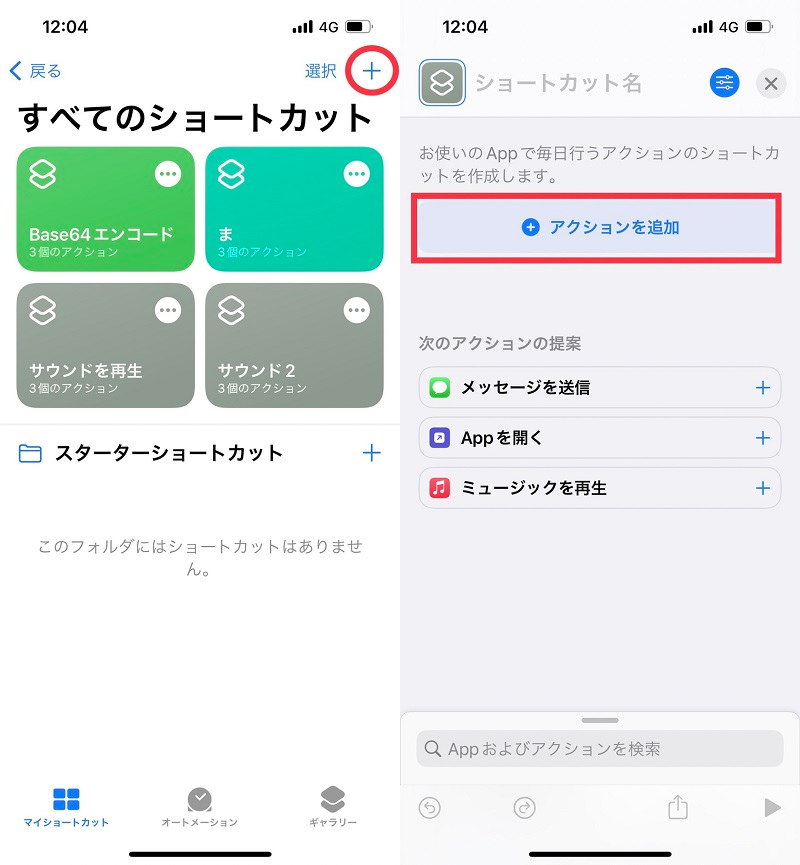 12:04
4G
戻る
選択
すべてのショートカット
Base64エンコード
3個のアクション
ま
3個のアクション
サウンドを再生
3個のアクション
サウンド2
3個のアクション
スターターショートカット
このフォルダにはショートカットはありませ
ん。
マイショートカット
オートメーション
ギャラリー
12:04
4G
ショートカット名
お使いのAppで毎日行うアクションのショートカ
ットを作成します。
アクションを追加
次のアクションの提案
メッセージを送信
Appを開く
ミュージックを再生
Appおよびアクションを検索